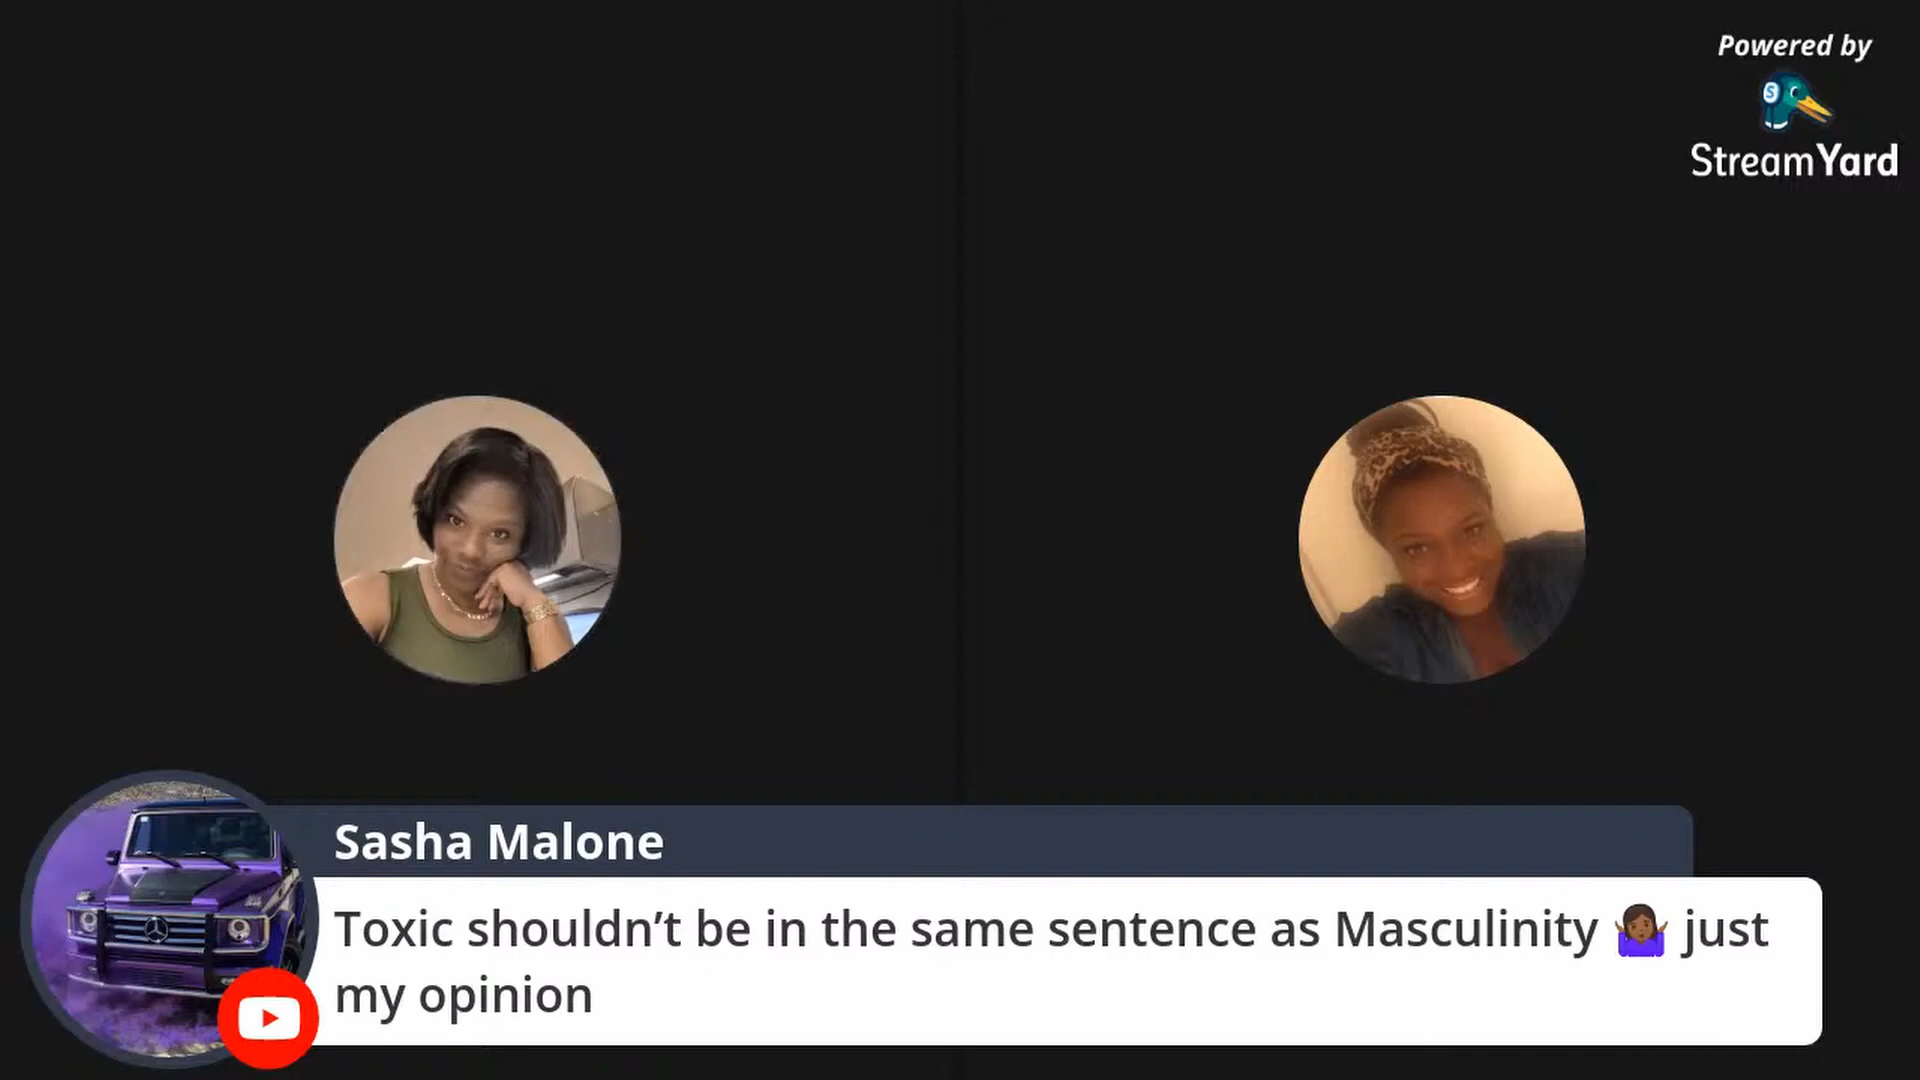 Powered by
StreamYard
Sasha Malone
Toxic shouldn’t be in the same sentence as Masculinity 🤷🏾‍♀️ just
my opinion